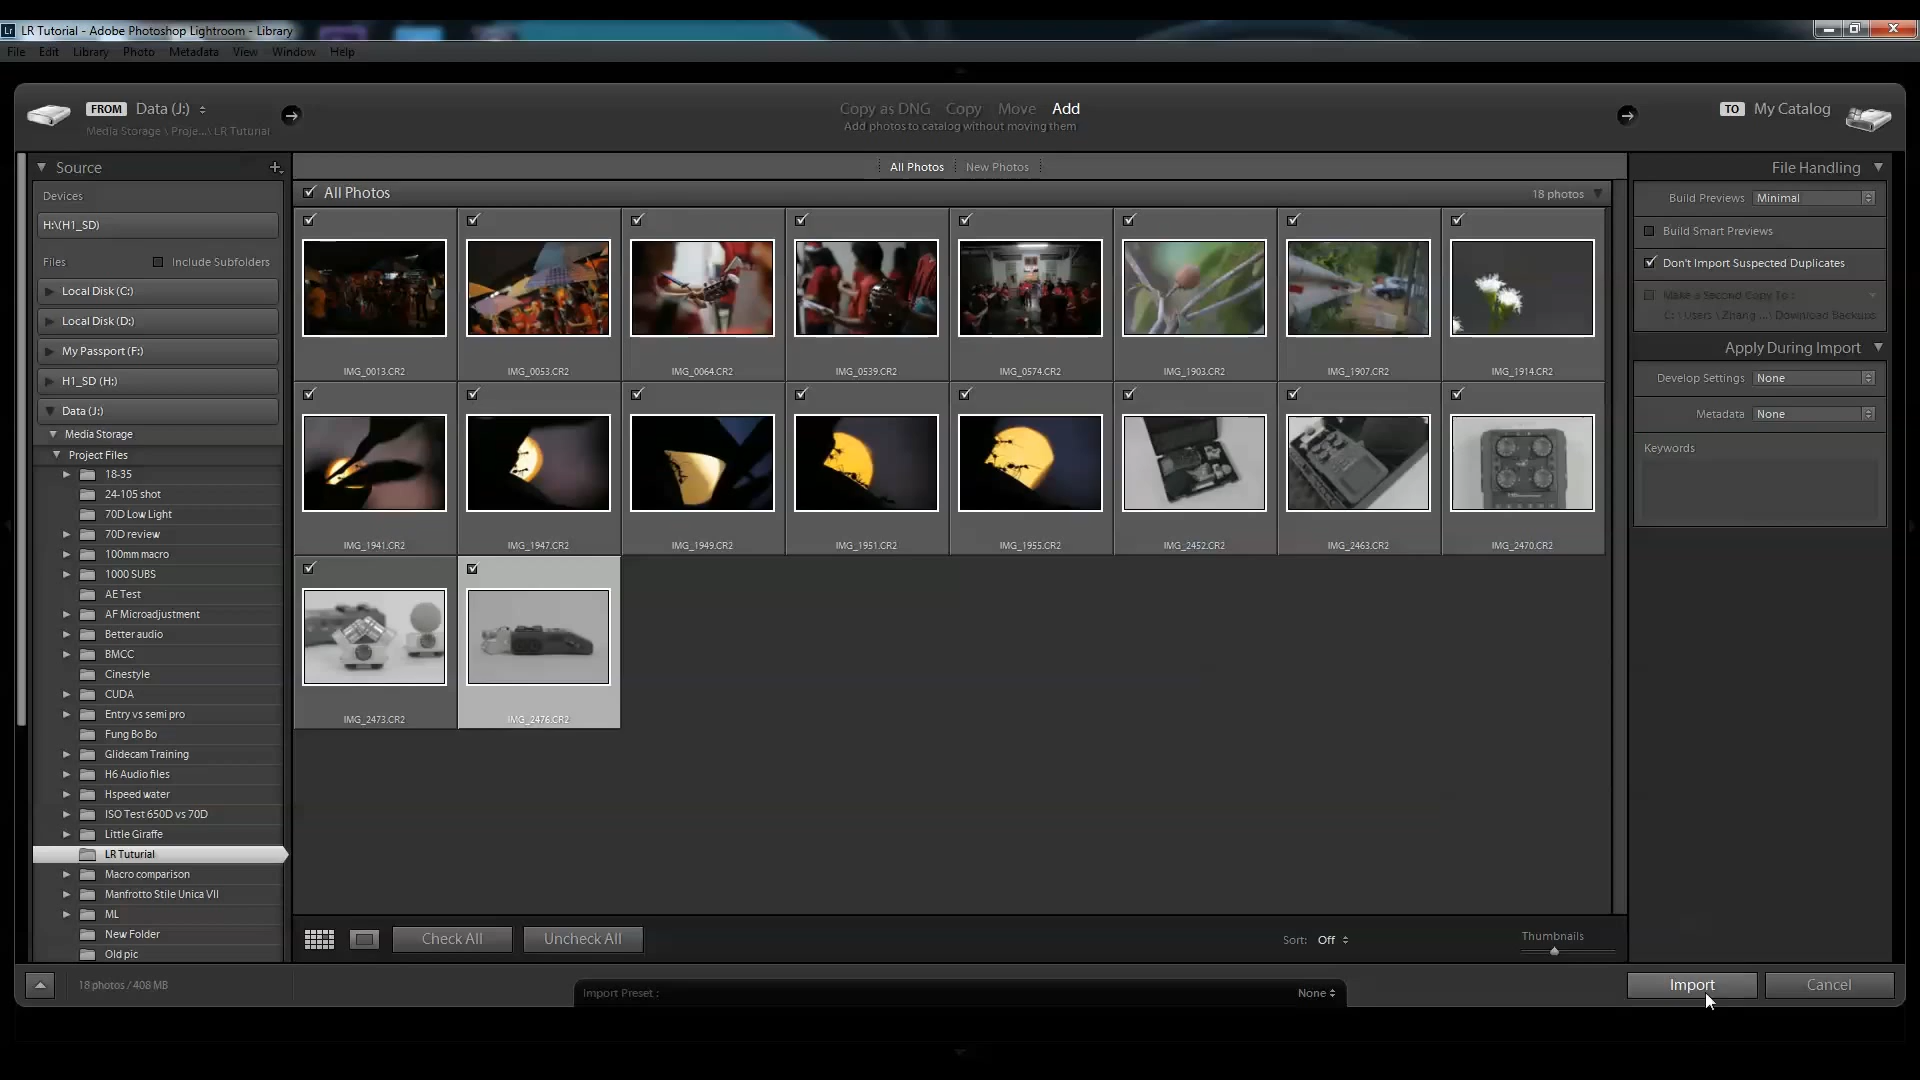 LR Tutorial - Adobe Photoshop Lightroom - Library
File Edit Library Photo Metadata View Window Help
FROM Data (J:)
Media Storage \ Proje...\ LR Tuturial
Copy as DNG Copy Move Add
Add photos to catalog without moving them
TO My Catalog
Source
All Photos New Photos
File Handling
Devices
H:\(H1_SD)
Files Include Subfolders
Local Disk (C:)
Local Disk (D:)
My Passport (F:)
H1_SD (H:)
Data (J:)
Media Storage
Project Files
18-35
24-105 shot
70D Low Light
70D review
100mm macro
1000 SUBS
AE Test
AF Microadjustment
Better audio
BMCC
Cinestyle
CUDA
Entry vs semi pro
Fung Bo Bo
Glidecam Training
H6 Audio files
Hspeed water
ISO Test 650D vs 70D
Little Giraffe
LR Tuturial
Macro comparison
Manfrotto Stile Unica VII
ML
New Folder
Old pic
All Photos 18 photos
IMG_0013.CR2 IMG_0053.CR2 IMG_0064.CR2 IMG_0539.CR2 IMG_0574.CR2 IMG_1903.CR2 IMG_1907.CR2 IMG_1914.CR2
IMG_1941.CR2 IMG_1947.CR2 IMG_1949.CR2 IMG_1951.CR2 IMG_1955.CR2 IMG_2452.CR2 IMG_2463.CR2 IMG_2470.CR2
IMG_2473.CR2 IMG_2476.CR2
Build Previews Minimal
Build Smart Previews
Don't Import Suspected Duplicates
Make a Second Copy To :
C: \ Users \ Zhang ...\ Download Backups
Apply During Import
Develop Settings None
Metadata None
Keywords
Check All Uncheck All Sort: Off Thumbnails
18 photos / 408 MB
Import Preset : None
Import Cancel